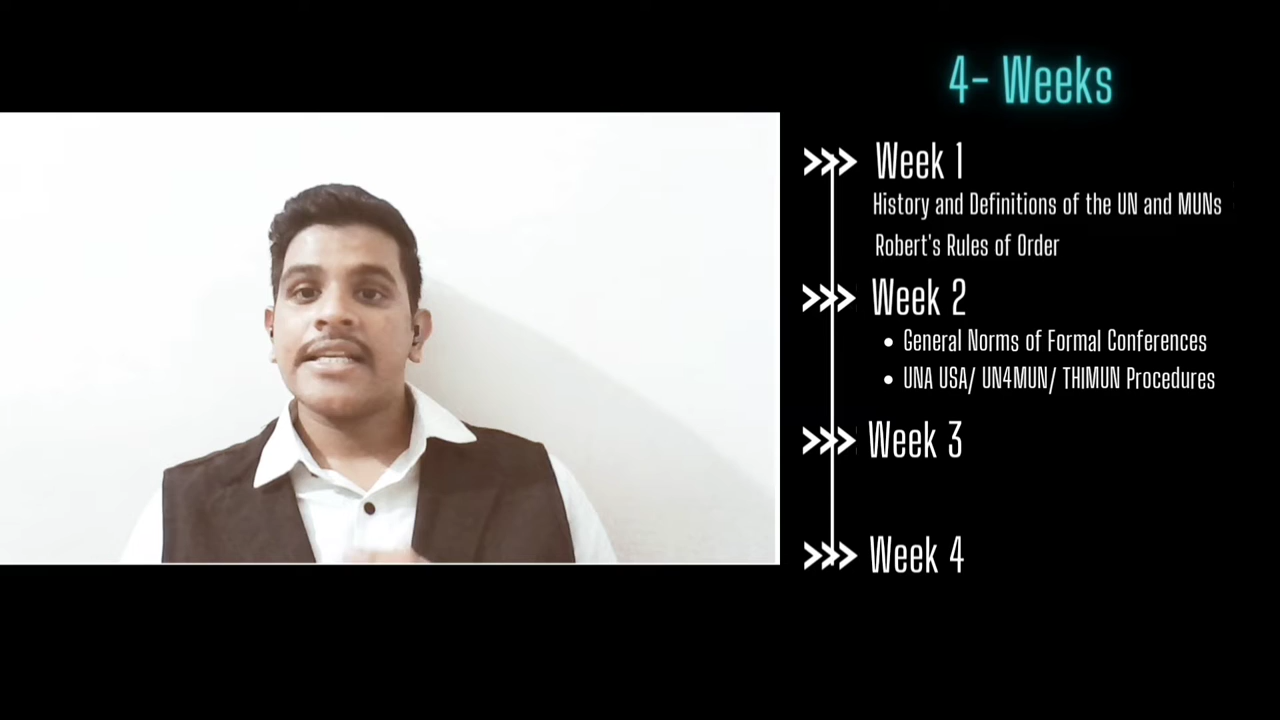 4- Weeks
Week 1
History and Definitions of the UN and MUNs
Robert's Rules of Order
Week 2
• General Norms of Formal Conferences
• UNA USA/ UN4MUN/ THIMUN Procedures
Week 3
Week 4